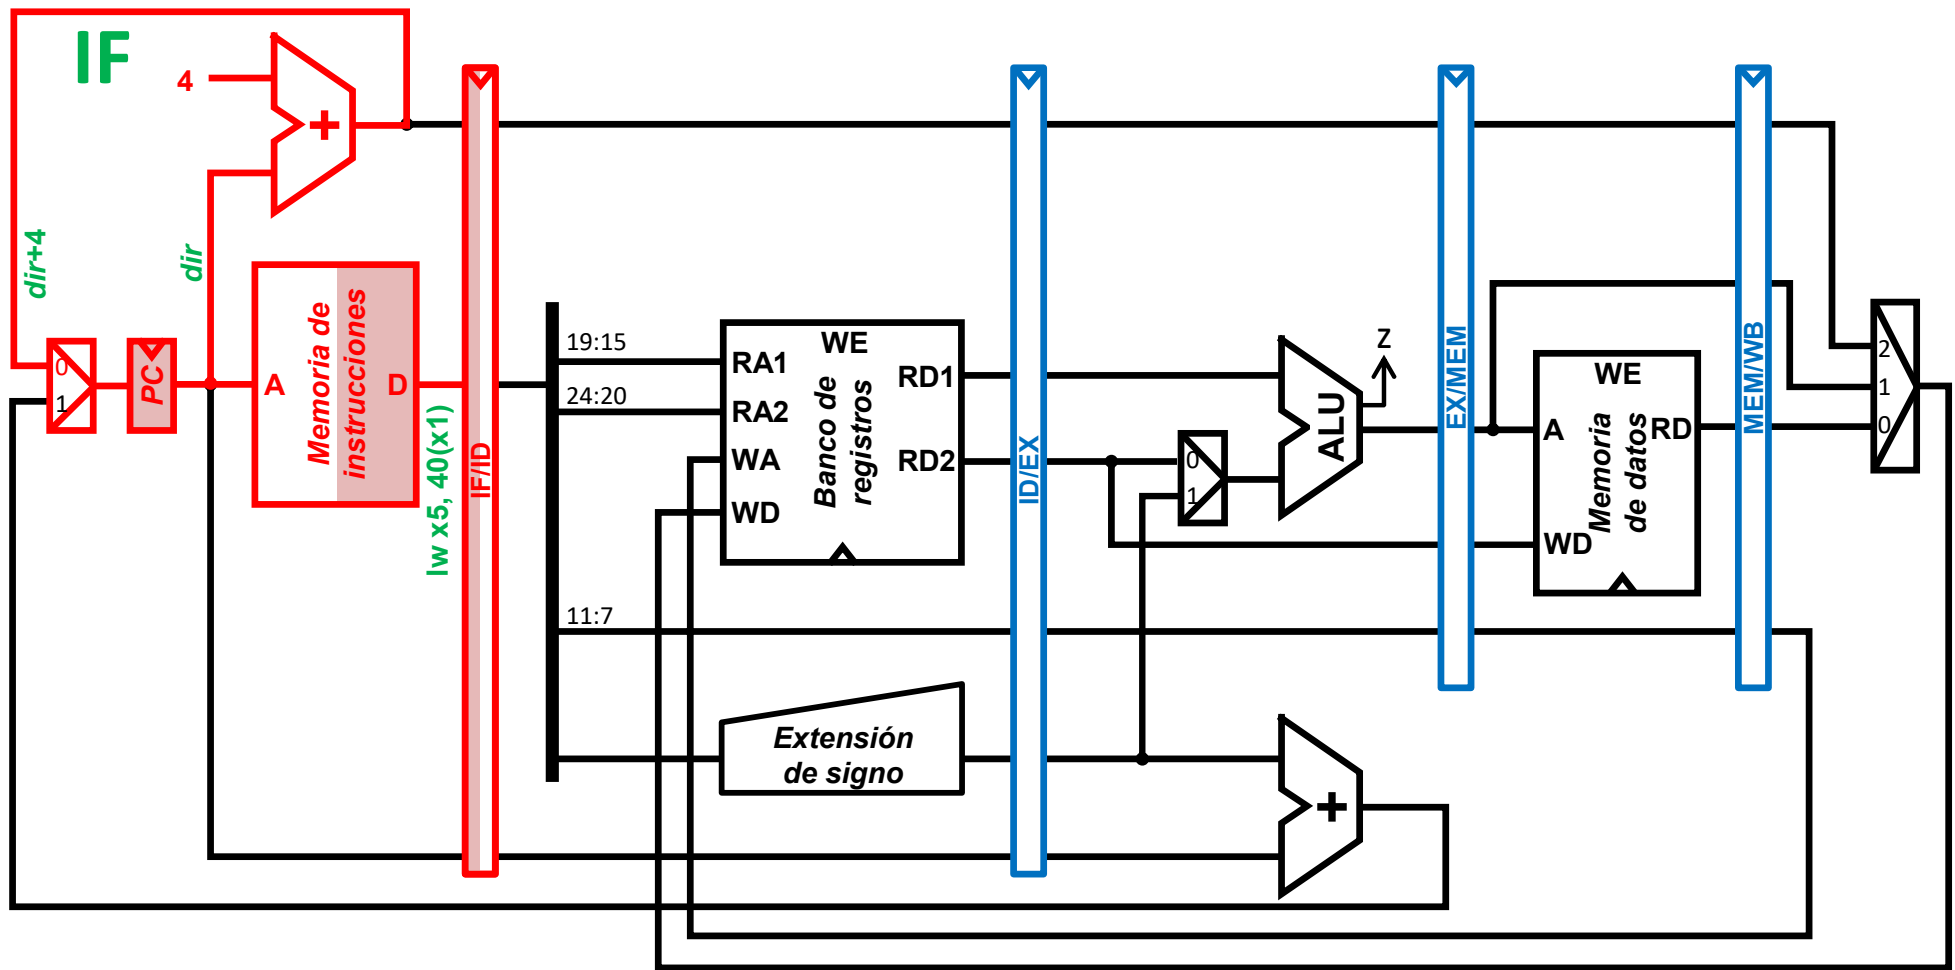 IF
4
+
dir+4
dir
0
1
PC
A
D
Memoria de
instrucciones
lw x5, 40(x1)
IF/ID
19:15
24:20
11:7
WE
RA1
RA2
WA
WD
RD1
RD2
Banco de
registros
Extensión
de signo
ID/EX
0
1
ALU
Z
+
EX/MEM
WE
A
RD
WD
Memoria
de datos
MEM/WB
2
1
0